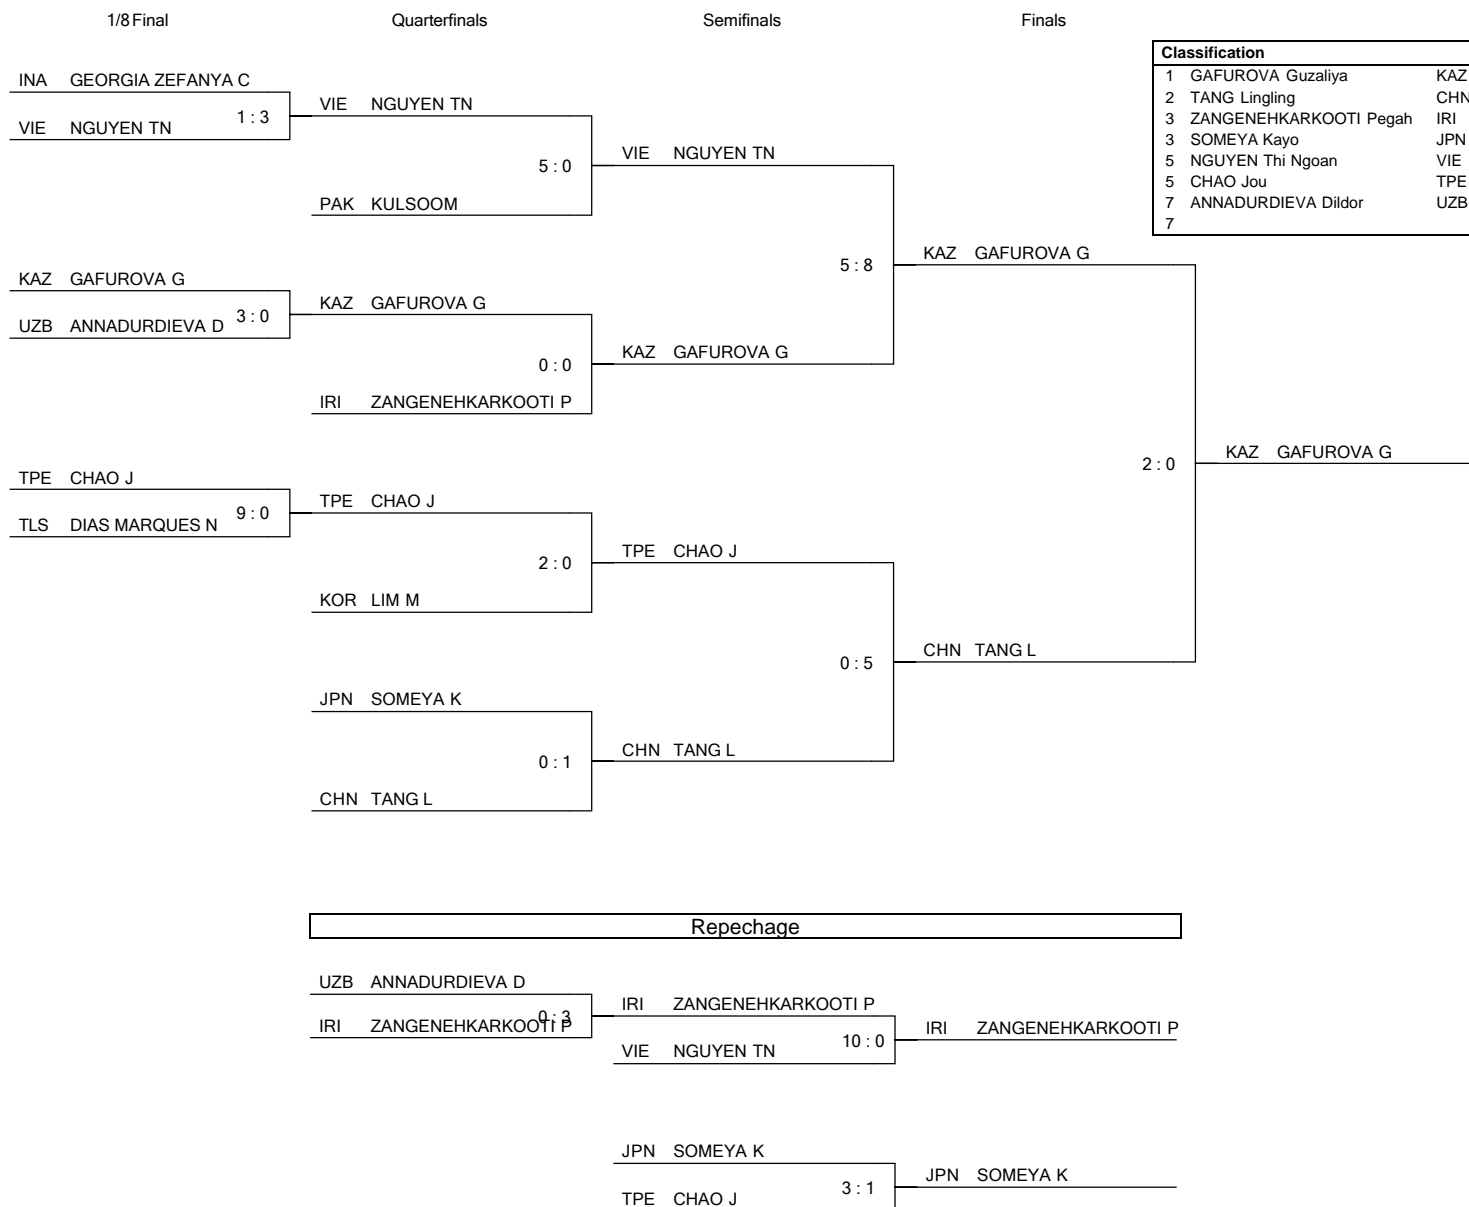 1/8 Final Quarterfinals Semifinals Finals
Classification
1 GAFUROVA Guzaliya KAZ
2 TANG Lingling CHN
3 ZANGENEHKARKOOTI Pegah IRI
3 SOMEYA Kayo JPN
5 NGUYEN Thi Ngoan VIE
5 CHAO Jou TPE
7 ANNADURDIEVA Dildor UZB
7
INA GEORGIA ZEFANYA C
1 : 3
VIE NGUYEN TN
VIE NGUYEN TN
5 : 0
VIE NGUYEN TN
PAK KULSOOM
5 : 8
KAZ GAFUROVA G
KAZ GAFUROVA G
3 : 0
UZB ANNADURDIEVA D
KAZ GAFUROVA G
0 : 0
KAZ GAFUROVA G
IRI ZANGENEHKARKOOTI P
2 : 0
KAZ GAFUROVA G
TPE CHAO J
9 : 0
TLS DIAS MARQUES N
TPE CHAO J
2 : 0
TPE CHAO J
KOR LIM M
0 : 5
CHN TANG L
JPN SOMEYA K
0 : 1
CHN TANG L
CHN TANG L
Repechage
UZB ANNADURDIEVA D
0 : 3
IRI ZANGENEHKARKOOTI P
IRI ZANGENEHKARKOOTI P
10 : 0
VIE NGUYEN TN
IRI ZANGENEHKARKOOTI P
JPN SOMEYA K
3 : 1
TPE CHAO J
JPN SOMEYA K